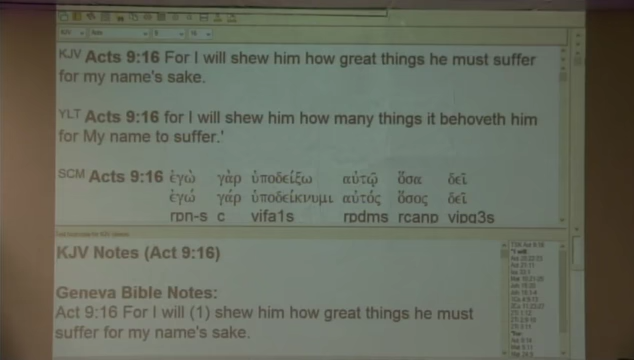 KJV Acts 9:16 For I will shew him how great things he must suffer
for my name's sake.
YLT Acts 9:16 for I will shew him how many things it behoveth him
for My name to suffer.'
SCM Acts 9:16 ἐγὼ γὰρ ὑποδείξω αὐτῷ ὅσα δεῖ
ἐγώ γάρ ὑποδείκνυμι αὐτός ὅσος δεῖ
rpn-s c vifa1s rpdms rcanp vipq3s
KJV Notes (Act 9:16)
Geneva Bible Notes:
Act 9:16 For I will (1) shew him how great things he must
suffer for my name's sake.